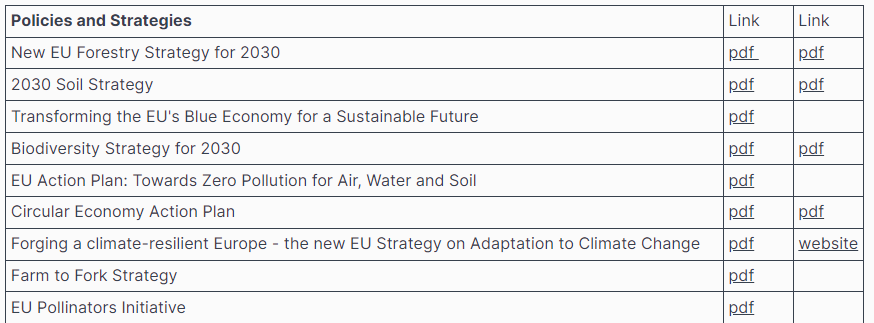 Policies and Strategies Link Link
New EU Forestry Strategy for 2030 pdf pdf
2030 Soil Strategy pdf pdf
Transforming the EU's Blue Economy for a Sustainable Future pdf
Biodiversity Strategy for 2030 pdf pdf
EU Action Plan: Towards Zero Pollution for Air, Water and Soil pdf
Circular Economy Action Plan pdf pdf
Forging a climate-resilient Europe - the new EU Strategy on Adaptation to Climate Change pdf website
Farm to Fork Strategy pdf
EU Pollinators Initiative pdf